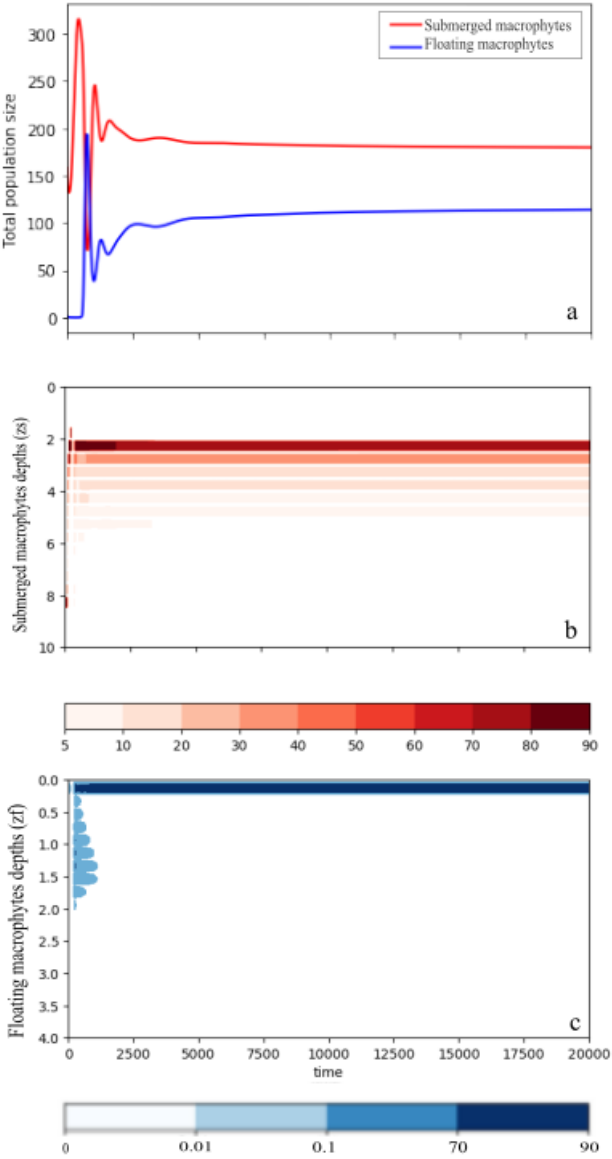 300
250
200
150
100
50
0
Total population size
Submerged macrophytes
Floating macrophytes
a
0
2
4
6
8
10
Submerged macrophytes depths (zs)
b
5 10 20 30 40 50 60 70 80 90
0.0
0.5
1.0
1.5
2.0
2.5
3.0
3.5
4.0
Floating macrophytes depths (zf)
c
0 2500 5000 7500 10000 12500 15000 17500 20000
time
0 0.01 0.1 70 90